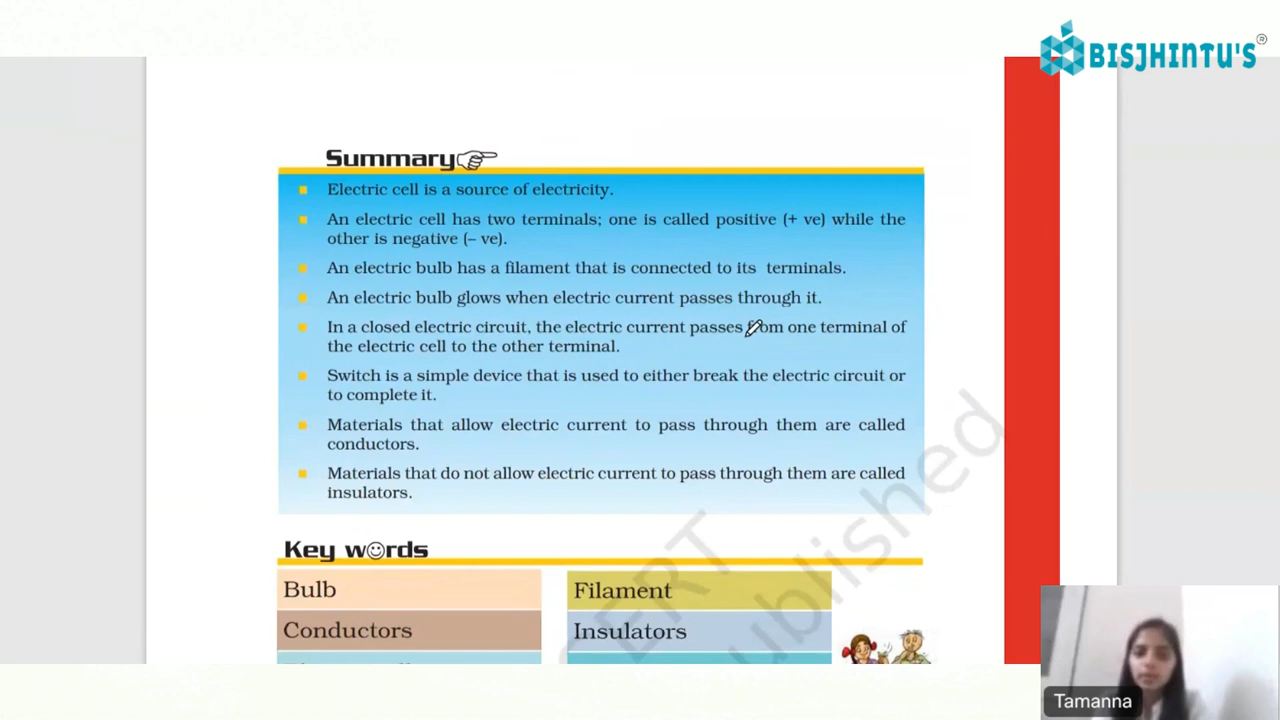 BISJHINTU'S
®
Summary
Electric cell is a source of electricity.
An electric cell has two terminals; one is called positive (+ ve) while the
other is negative (– ve).
An electric bulb has a filament that is connected to its terminals.
An electric bulb glows when electric current passes through it.
In a closed electric circuit, the electric current passes from one terminal of
the electric cell to the other terminal.
Switch is a simple device that is used to either break the electric circuit or
to complete it.
Materials that allow electric current to pass through them are called
conductors.
Materials that do not allow electric current to pass through them are called
insulators.
Key words
Bulb
Filament
Conductors
Insulators
Tamanna